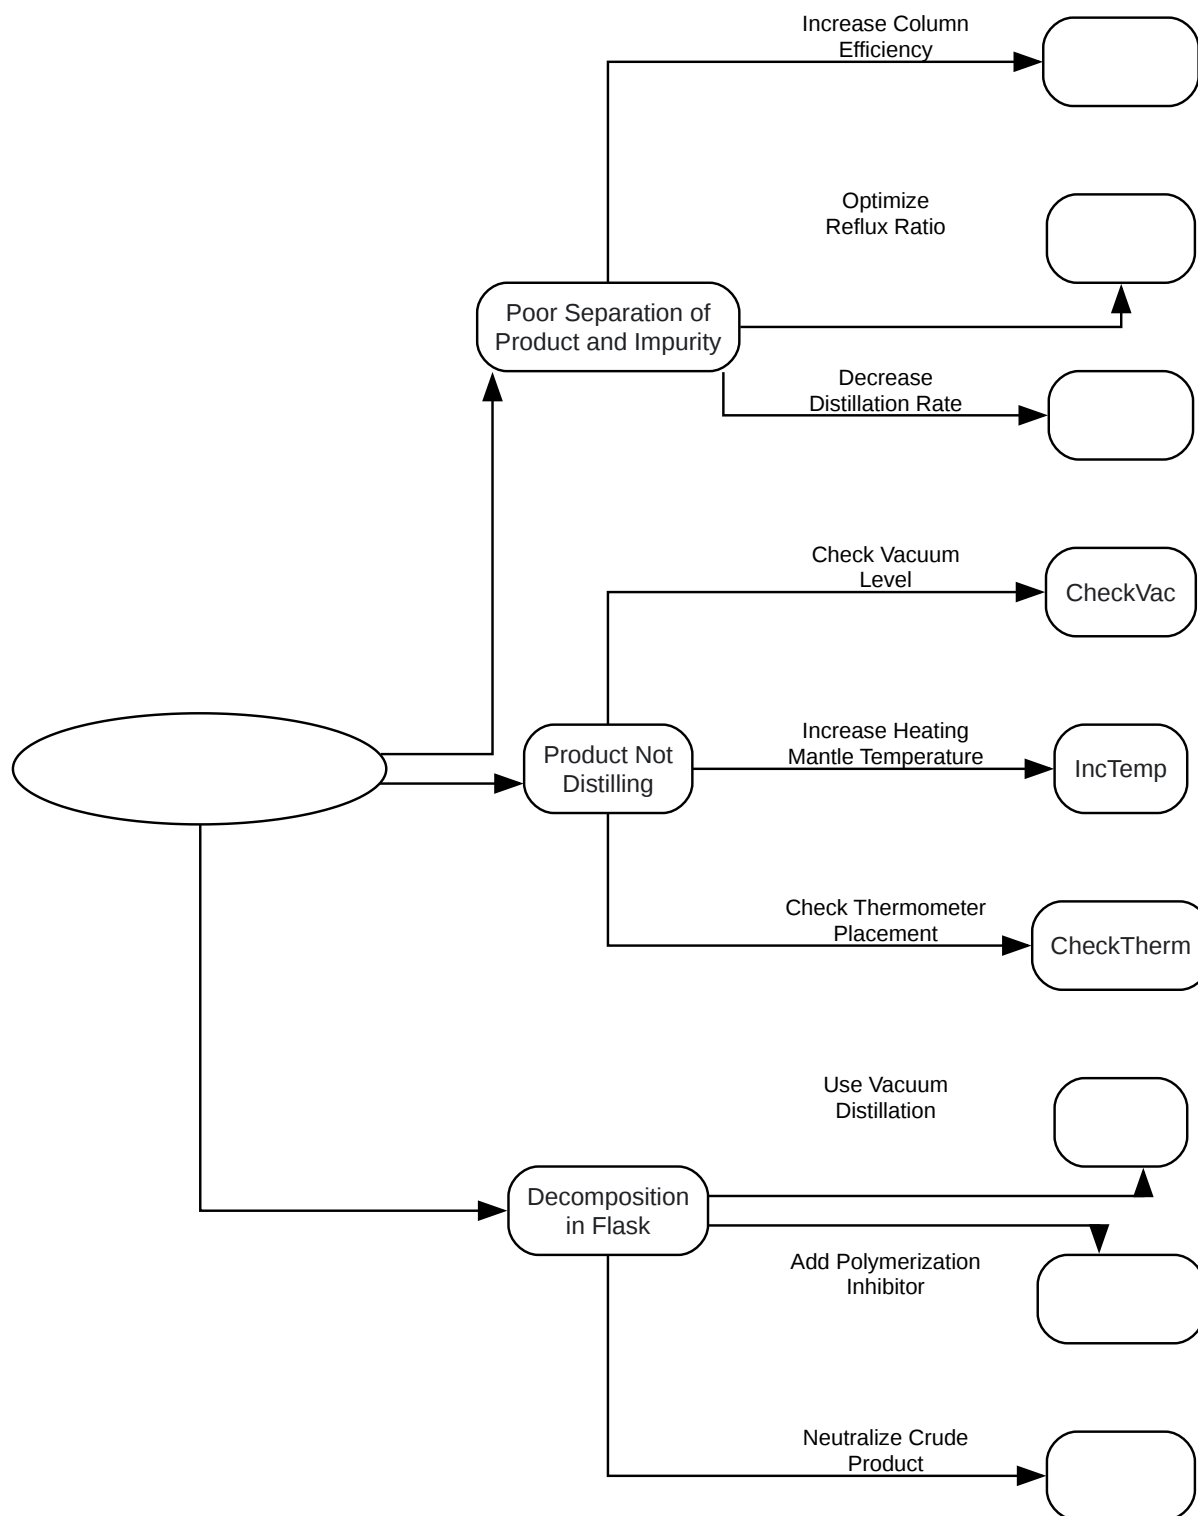 Increase Column
Efficiency
Optimize
Reflux Ratio
Poor Separation of
Product and Impurity
Decrease
Distillation Rate
Check Vacuum
Level
CheckVac
Product Not
Distilling
Increase Heating
Mantle Temperature
IncTemp
Check Thermometer
Placement
CheckTherm
Use Vacuum
Distillation
Decomposition
in Flask
Add Polymerization
Inhibitor
Neutralize Crude
Product